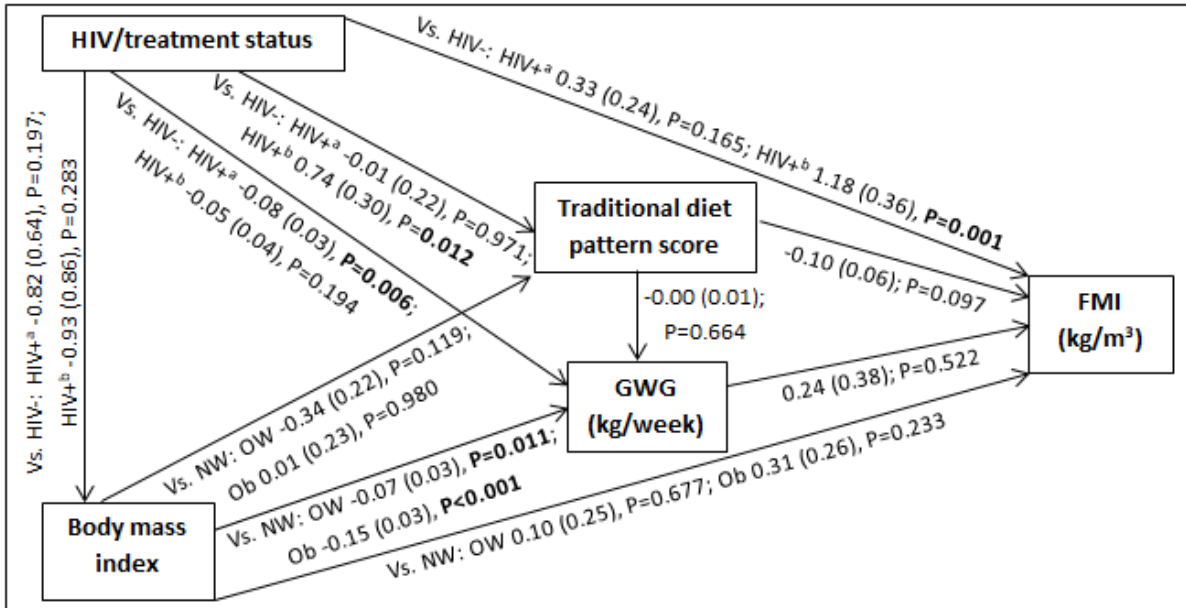 HIV/treatment status
Vs. HIV-: HIV+ᵃ 0.33 (0.24), P=0.165; HIV+ᵇ 1.18 (0.36), P=0.001
Vs. HIV-: HIV+ᵃ -0.01 (0.22), P=0.971;
HIV+ᵇ 0.74 (0.30), P=0.012
Vs. HIV-: HIV+ᵃ -0.08 (0.03), P=0.006;
HIV+ᵇ -0.05 (0.04), P=0.194
Vs. HIV-: HIV+ᵃ -0.82 (0.64), P=0.197;
HIV+ᵇ -0.93 (0.86), P=0.283
Traditional diet
pattern score
-0.10 (0.06); P=0.097
-0.00 (0.01);
P=0.664
FMI
(kg/m³)
GWG
(kg/week)
0.24 (0.38); P=0.522
Vs. NW: OW -0.34 (0.22), P=0.119;
Ob 0.01 (0.23), P=0.980
Vs. NW: OW -0.07 (0.03), P=0.011;
Ob -0.15 (0.03), P<0.001
Body mass
index
Vs. NW: OW 0.10 (0.25), P=0.677; Ob 0.31 (0.26), P=0.233